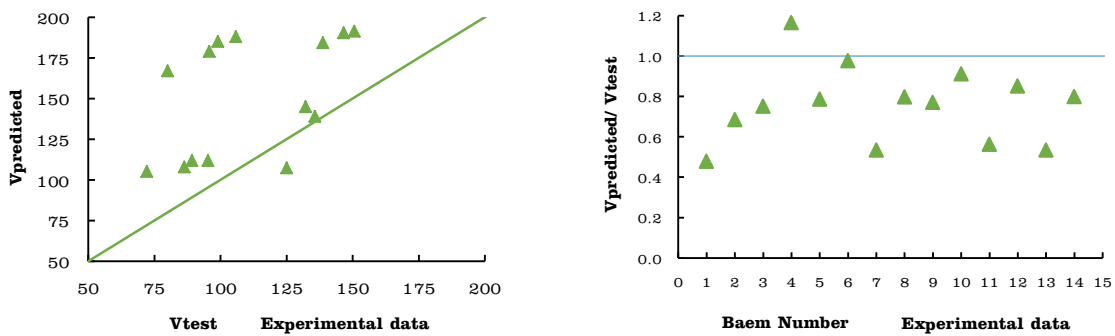 200
175
150
125
100
75
50
Vpredicted
50 75 100 125 150 175 200
Vtest Experimental data
1.2
1.0
0.8
0.6
0.4
0.2
0.0
Vpredicted/ Vtest
0 1 2 3 4 5 6 7 8 9 10 11 12 13 14 15
Baem Number Experimental data